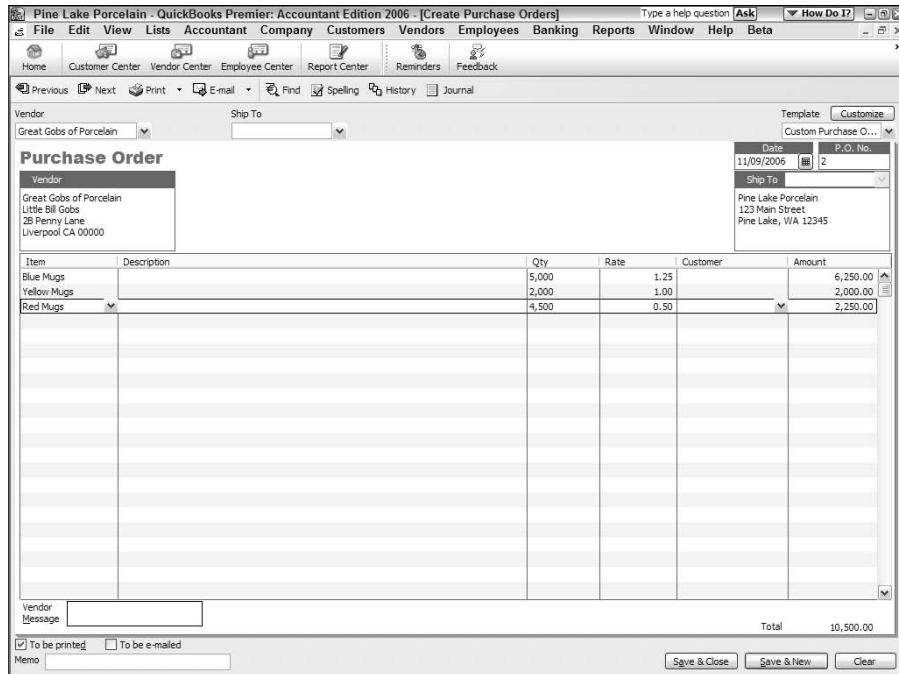 Pine Lake Porcelain - QuickBooks Premier: Accountant Edition 2006 - [Create Purchase Orders] Type a help question Ask How Do I?
File Edit View Lists Accountant Company Customers Vendors Employees Banking Reports Window Help Beta
Home Customer Center Vendor Center Employee Center Report Center Reminders Feedback
Previous Next Print E-mail Find Spelling History Journal
Vendor Ship To Template Customize
Great Gobs of Porcelain Custom Purchase O...
Purchase Order Date P.O. No.
11/09/2006 2
Vendor Ship To
Great Gobs of Porcelain Pine Lake Porcelain
Little Bill Gobs 123 Main Street
2B Penny Lane Pine Lake, WA 12345
Liverpool CA 00000
Item Description Qty Rate Customer Amount
Blue Mugs 5,000 1.25 6,250.00
Yellow Mugs 2,000 1.00 2,000.00
Red Mugs 4,500 0.50 2,250.00
Vendor
Message
Total 10,500.00
To be printed To be e-mailed
Memo Save & Close Save & New Clear